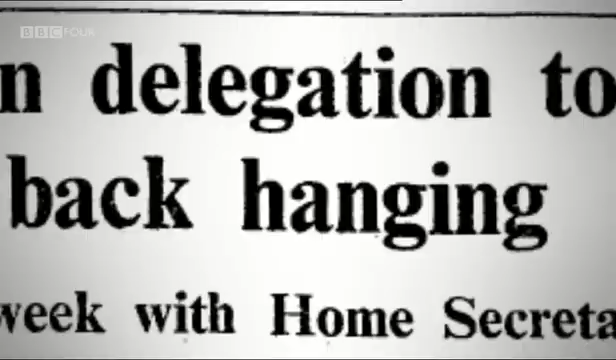 BBC FOUR
n delegation to
back hanging
week with Home Secreta